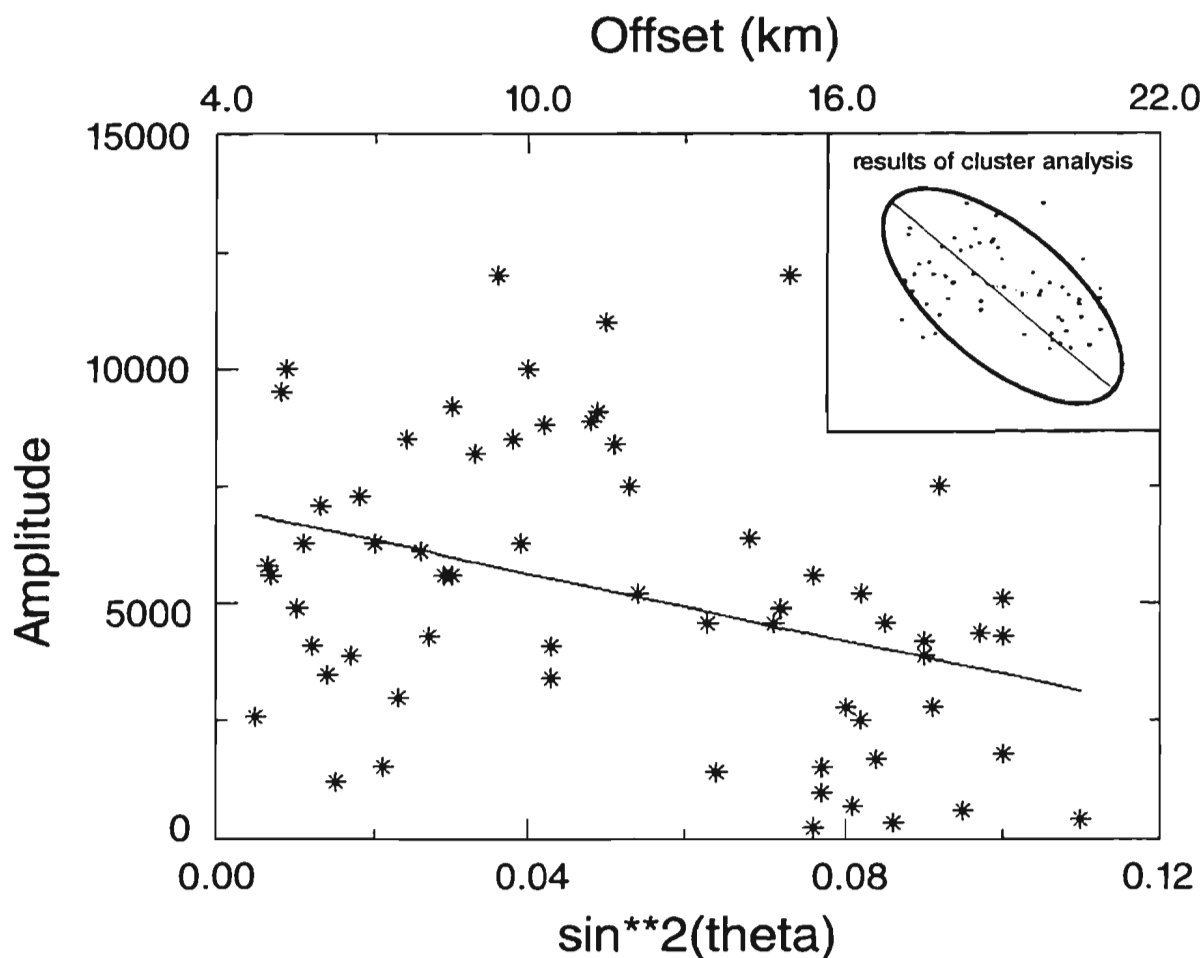 Offset (km)
4.0 10.0 16.0 22.0
15000
results of cluster analysis
10000
Amplitude
5000
0
0.00 0.04 0.08 0.12
sin**2(theta)